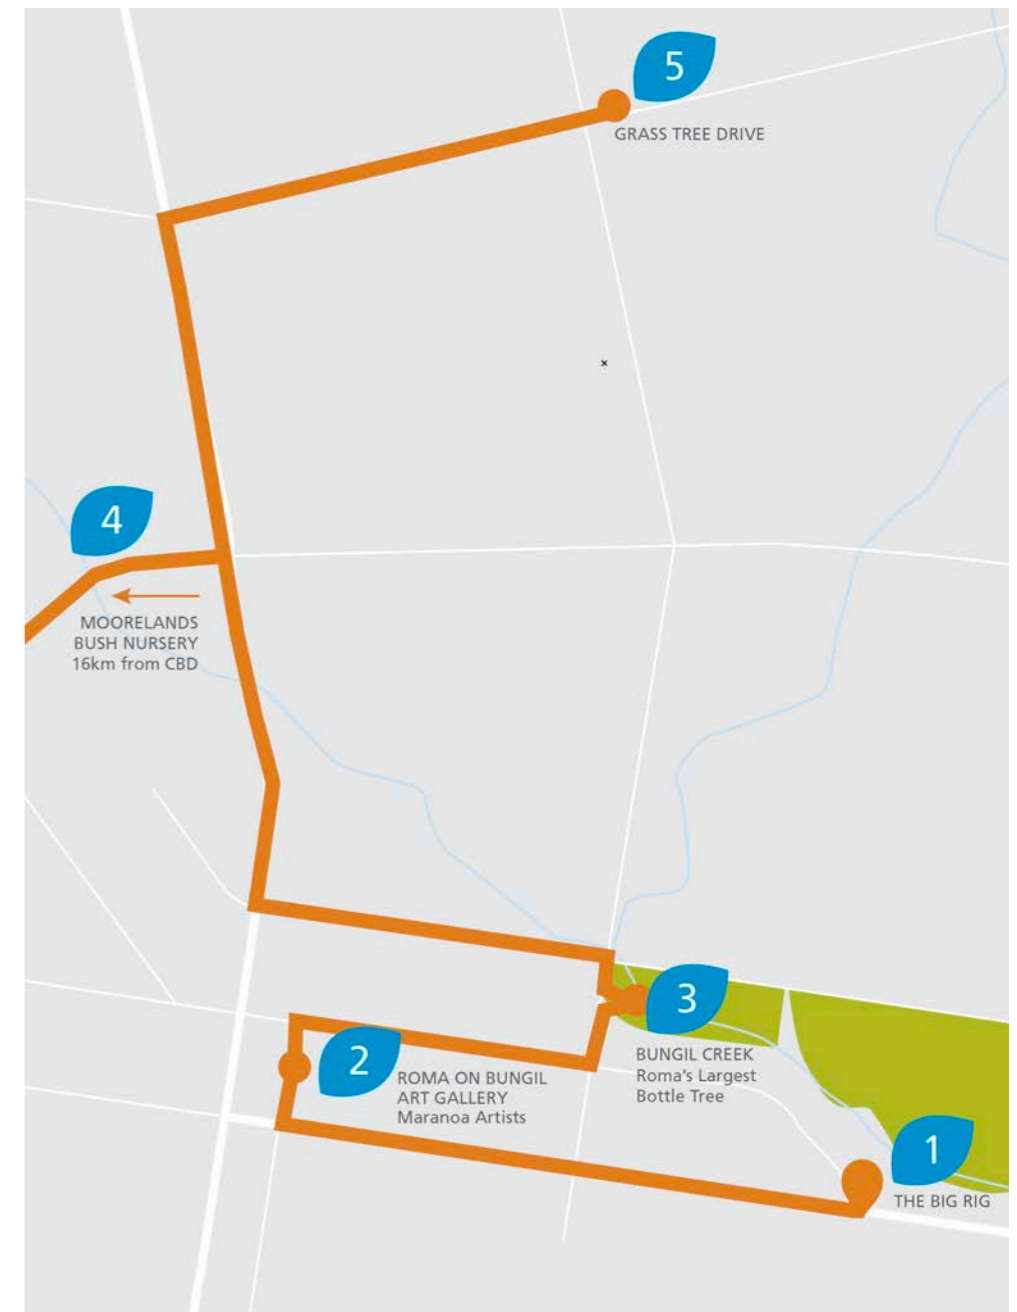 5
GRASS TREE DRIVE
4
MOORELANDS
BUSH NURSERY
16km from CBD
3
BUNGIL CREEK
Roma's Largest
Bottle Tree
2
ROMA ON BUNGIL
ART GALLERY
Maranoa Artists
1
THE BIG RIG